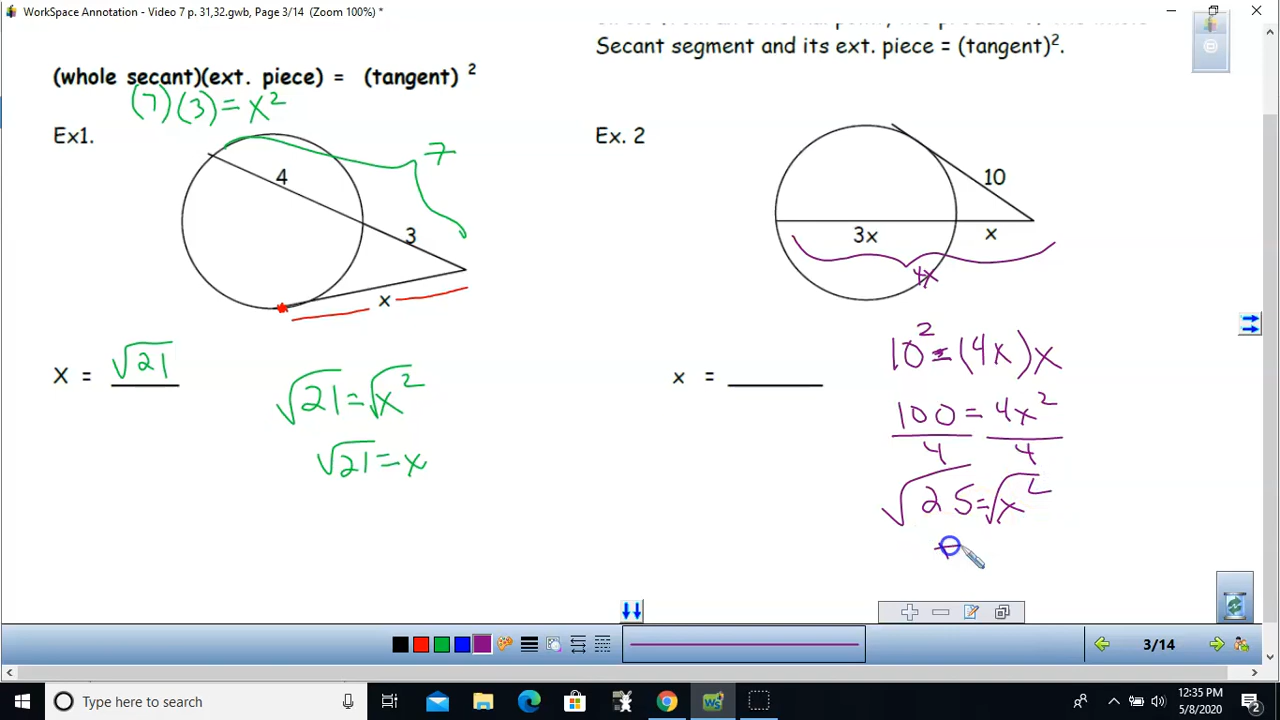 WorkSpace Annotation - Video 7 p. 31,32.gwb, Page 3/14 (Zoom 100%) *
Secant segment and its ext. piece = (tangent)².
(whole secant)(ext. piece) = (tangent) ²
(7)(3) = x²
Ex1.
4
7
3
x
X = √21
√21 = √x²
√21 = x
Ex. 2
10
3x
x
4x
x = ________
10² = (4x)x
100 = 4x²
4 4
√25 = √x²
3/14
Type here to search
WS
12:35 PM
5/8/2020
2